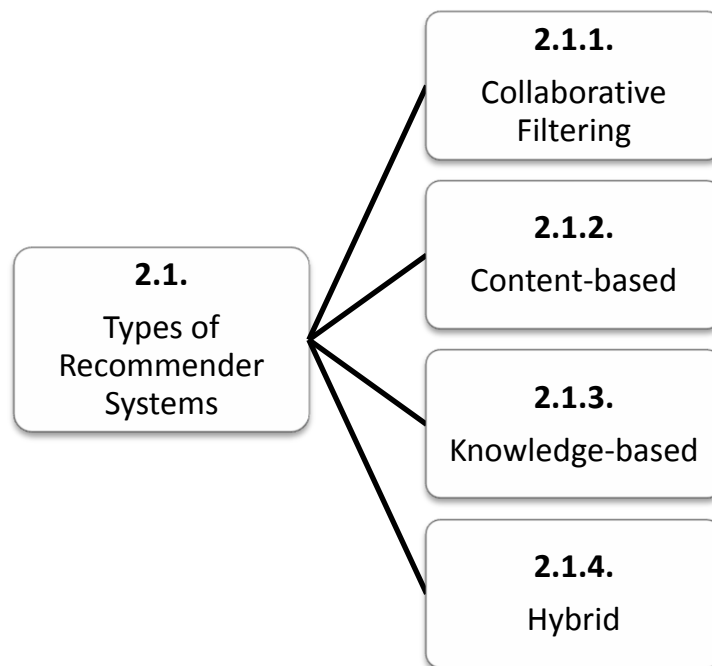 2.1.
Types of
Recommender
Systems
2.1.1.
Collaborative
Filtering
2.1.2.
Content-based
2.1.3.
Knowledge-based
2.1.4.
Hybrid